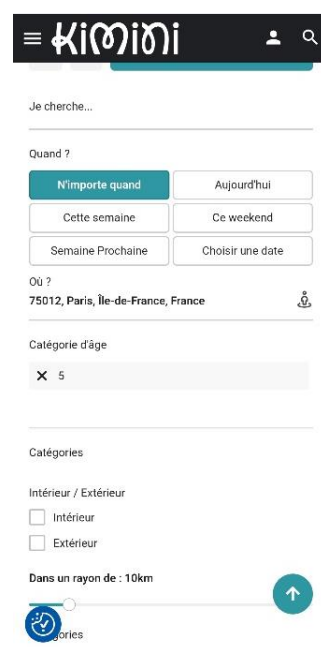 Kimini
Je cherche...
Quand ?
N'importe quand
Aujourd'hui
Cette semaine
Ce weekend
Semaine Prochaine
Choisir une date
Où ?
75012, Paris, Île-de-France, France
Catégorie d'âge
5
Catégories
Intérieur / Extérieur
Intérieur
Extérieur
Dans un rayon de : 10km